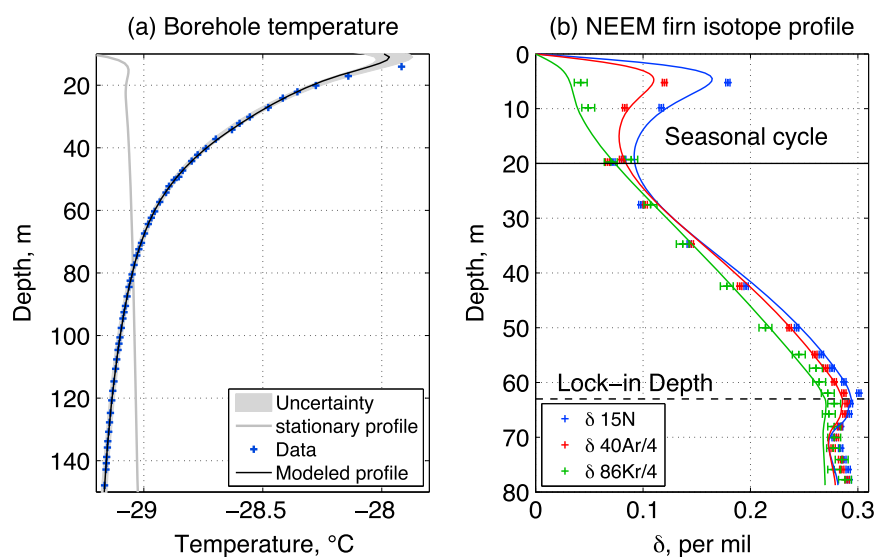 (a) Borehole temperature
(b) NEEM firn isotope profile
Depth, m
20
40
60
80
100
120
140
−29
−28.5
−28
Temperature, °C
Uncertainty
stationary profile
Data
Modeled profile
Depth, m
0
10
20
30
40
50
60
70
80
Seasonal cycle
Lock−in Depth
δ 15N
δ 40Ar/4
δ 86Kr/4
0
0.1
0.2
0.3
δ, per mil